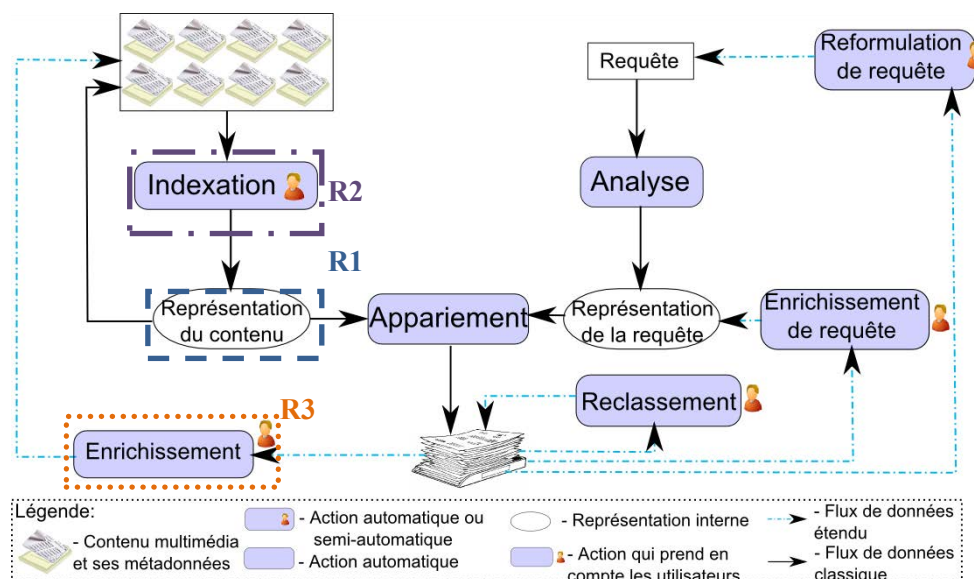 Requête
Reformulation
de requête
Indexation
R2
Analyse
R1
Représentation
du contenu
Appariement
Représentation
de la requête
Enrichissement
de requête
R3
Reclassement
Enrichissement
Légende:
- Contenu multimédia
et ses métadonnées
- Action automatique ou
semi-automatique
- Action automatique
- Représentation interne
- Action qui prend en
compte les utilisateurs
- Flux de données
étendu
- Flux de données
classique